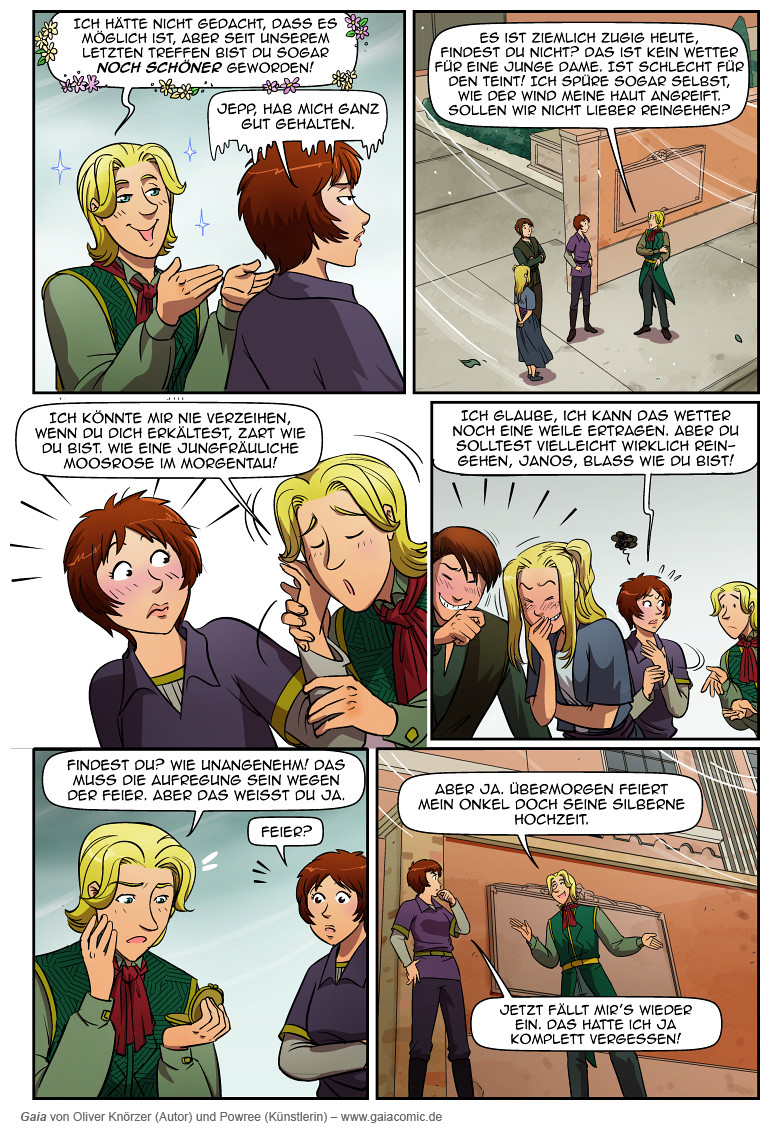 ICH HÄTTE NICHT GEDACHT, DASS ES
MÖGLICH IST, ABER SEIT UNSEREM
LETZTEN TREFFEN BIST DU SOGAR
NOCH SCHÖNER GEWORDEN!
JEPP, HAB MICH GANZ
GUT GEHALTEN.
ES IST ZIEMLICH ZUGIG HEUTE,
FINDEST DU NICHT? DAS IST KEIN WETTER
FÜR EINE JUNGE DAME. IST SCHLECHT FÜR
DEN TEINT! ICH SPÜRE SOGAR SELBST,
WIE DER WIND MEINE HAUT ANGREIFT.
SOLLEN WIR NICHT LIEBER REINGEHEN?
ICH KÖNNTE MIR NIE VERZEIHEN,
WENN DU DICH ERKÄLTEST, ZART WIE
DU BIST. WIE EINE JUNGFRÄULICHE
MOOSROSE IM MORGENTAU!
ICH GLAUBE, ICH KANN DAS WETTER
NOCH EINE WEILE ERTRAGEN. ABER DU
SOLLTEST VIELLEICHT WIRKLICH REIN-
GEHEN, JANOS, BLASS WIE DU BIST!
FINDEST DU? WIE UNANGENEHM! DAS
MUSS DIE AUFREGUNG SEIN WEGEN
DER FEIER. ABER DAS WEISST DU JA.
FEIER?
ABER JA. ÜBERMORGEN FEIERT
MEIN ONKEL DOCH SEINE SILBERNE
HOCHZEIT.
JETZT FÄLLT MIR'S WIEDER
EIN. DAS HATTE ICH JA
KOMPLETT VERGESSEN!
Gaia von Oliver Knörzer (Autor) und Powree (Künstlerin) – www.gaiacomic.de